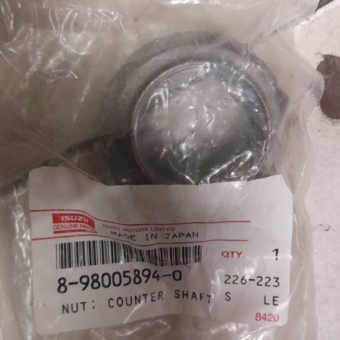 ISUZU
GENUINE PARTS
ISUZU MOTORS LIMITED
MADE IN JAPAN
QTY. 1
8-98005894-0 226-223
NUT: COUNTER SHAFT S LE
8420